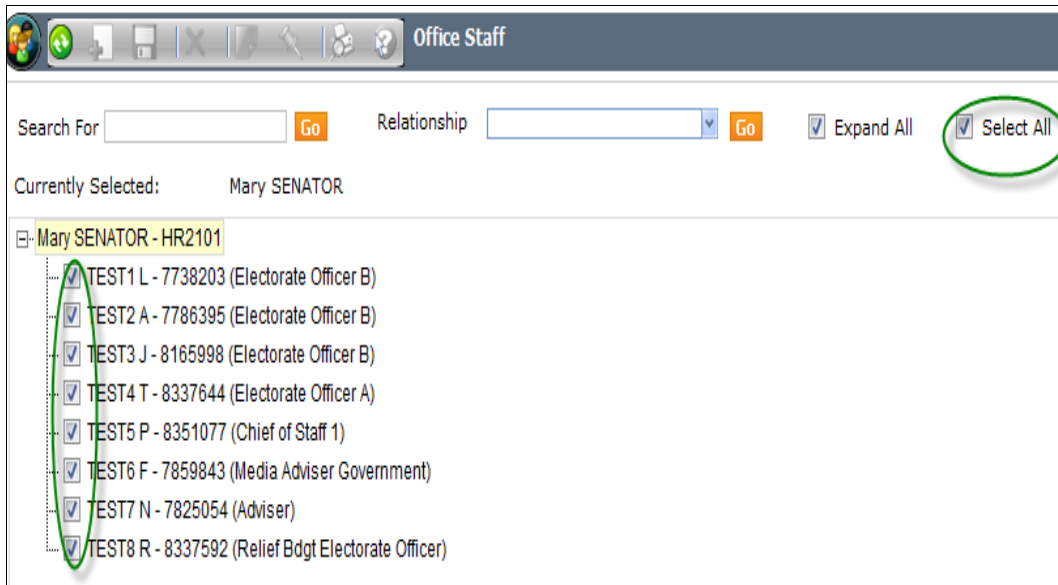 Office Staff
Search For Go Relationship Go Expand All Select All
Currently Selected: Mary SENATOR
Mary SENATOR - HR2101
TEST1 L - 7738203 (Electorate Officer B)
TEST2 A - 7786395 (Electorate Officer B)
TEST3 J - 8165998 (Electorate Officer B)
TEST4 T - 8337644 (Electorate Officer A)
TEST5 P - 8351077 (Chief of Staff 1)
TEST6 F - 7859843 (Media Adviser Government)
TEST7 N - 7825054 (Adviser)
TEST8 R - 8337592 (Relief Bdgt Electorate Officer)